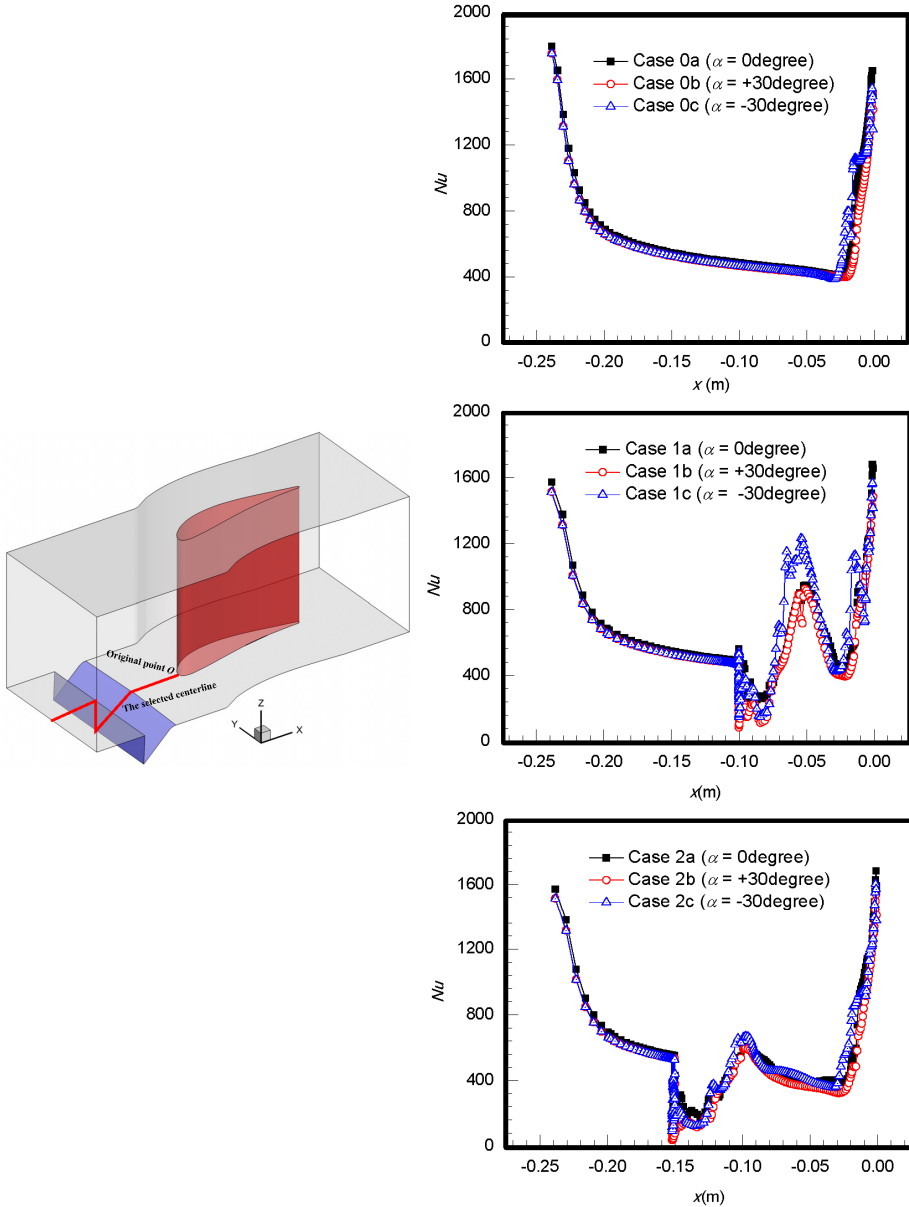 2000
1600
1200
800
400
0
Nu
Case 0a (α = 0degree)
Case 0b (α = +30degree)
Case 0c (α = -30degree)
-0.25 -0.20 -0.15 -0.10 -0.05 0.00
x (m)
Original point O
The selected centerline
Z
Y
X
2000
1600
1200
800
400
0
Nu
Case 1a (α = 0degree)
Case 1b (α = +30degree)
Case 1c (α = -30degree)
-0.25 -0.20 -0.15 -0.10 -0.05 0.00
x(m)
2000
1600
1200
800
400
0
Nu
Case 2a (α = 0degree)
Case 2b (α = +30degree)
Case 2c (α = -30degree)
-0.25 -0.20 -0.15 -0.10 -0.05 0.00
x(m)